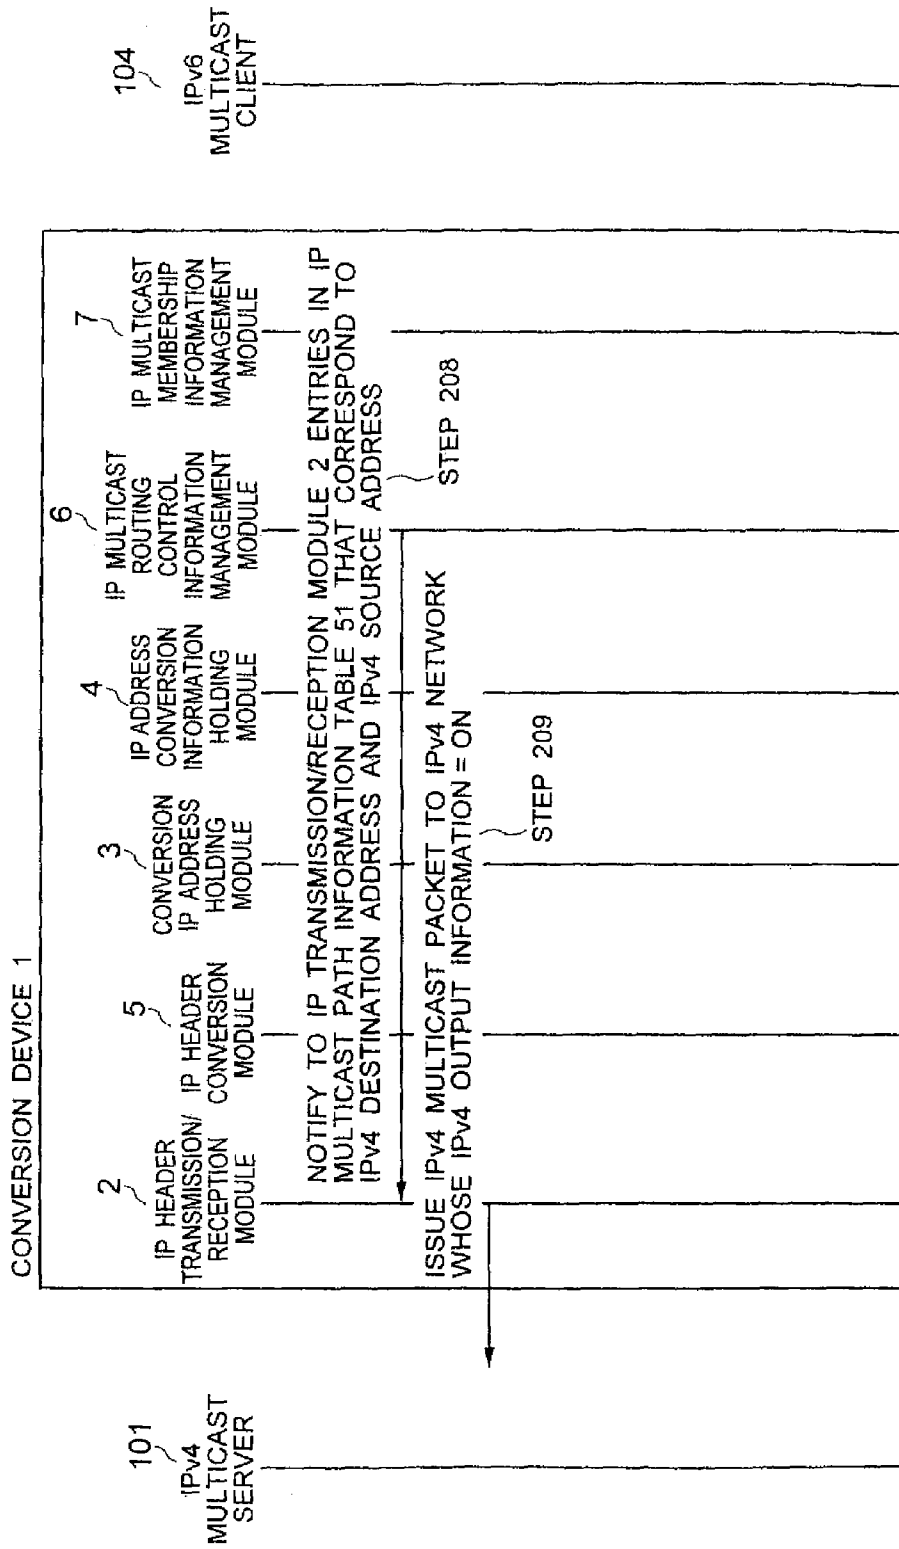 CONVERSION DEVICE 1
101
IPv4
MULTICAST
SERVER
2
IP HEADER
TRANSMISSION/
RECEPTION
MODULE
5
IP HEADER
CONVERSION
MODULE
3
CONVERSION
IP ADDRESS
HOLDING
MODULE
4
IP ADDRESS
CONVERSION
INFORMATION
HOLDING
MODULE
6
IP MULTICAST
ROUTING
CONTROL
INFORMATION
MANAGEMENT
MODULE
7
IP MULTICAST
MEMBERSHIP
INFORMATION
MANAGEMENT
MODULE
104
IPv6
MULTICAST
CLIENT
NOTIFY TO IP TRANSMISSION/RECEPTION MODULE 2 ENTRIES IN IP
MULTICAST PATH INFORMATION TABLE 51 THAT CORRESPOND TO
IPv4 DESTINATION ADDRESS AND IPv4 SOURCE ADDRESS
STEP 208
ISSUE IPv4 MULTICAST PACKET TO IPv4 NETWORK
WHOSE IPv4 OUTPUT INFORMATION = ON
STEP 209